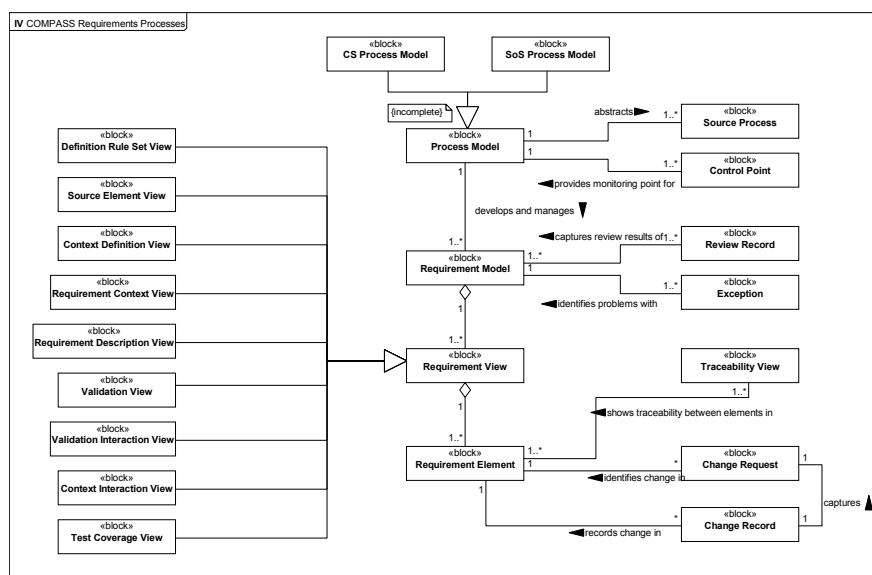 IV COMPASS Requirements Processes
«block»
CS Process Model
«block»
SoS Process Model
{incomplete}
«block»
Process Model
1
1
1
abstracts
1..*
«block»
Source Process
1..*
«block»
Control Point
provides monitoring point for
develops and manages
1..*
«block»
Requirement Model
1..*
1
1
captures review results of
1..*
«block»
Review Record
1..*
«block»
Exception
identifies problems with
«block»
Definition Rule Set View
«block»
Source Element View
«block»
Context Definition View
«block»
Requirement Context View
«block»
Requirement Description View
«block»
Validation View
«block»
Validation Interaction View
«block»
Context Interaction View
«block»
Test Coverage View
1..*
«block»
Requirement View
1
«block»
Traceability View
1..*
shows traceability between elements in
1..*
1..*
«block»
Requirement Element
1
1
identifies change in
*
«block»
Change Request
1
captures
records change in
*
«block»
Change Record
1